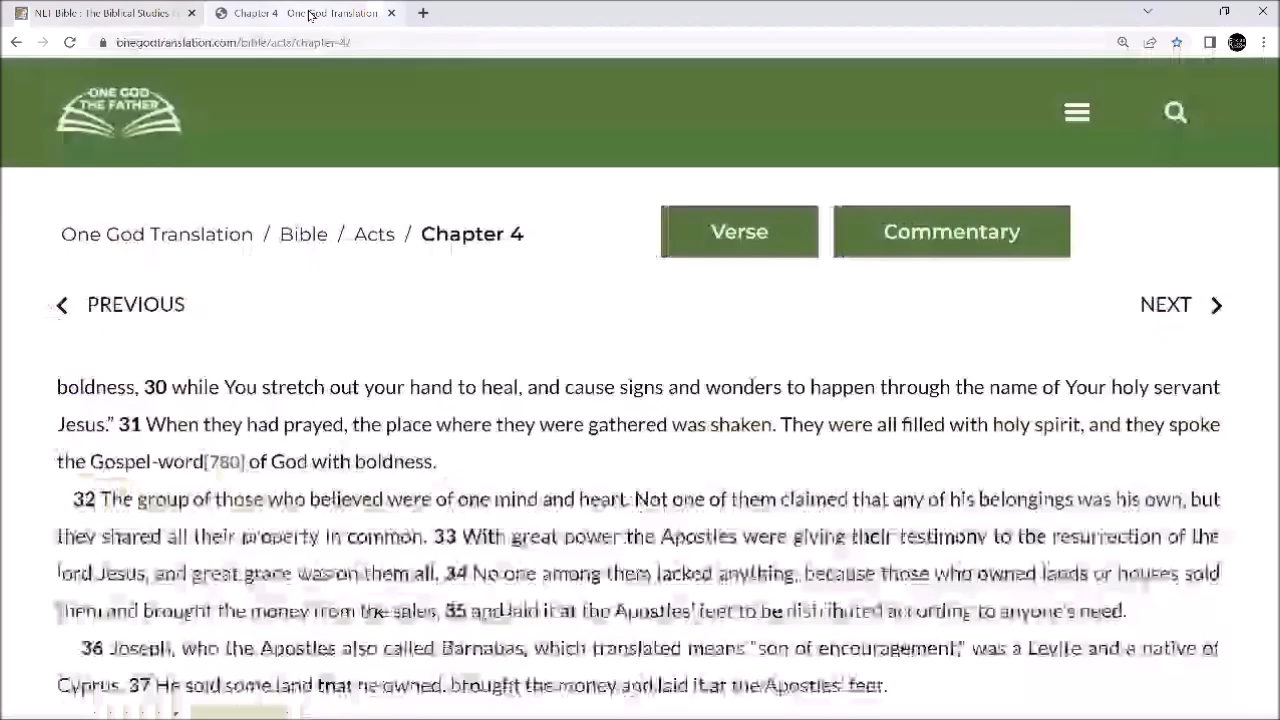 NLT Bible : The Biblical Studies
Chapter 4 One God Translation
onegodtranslation.com/bible/acts/chapter-4/
ONE GOD
THE FATHER
One God Translation / Bible / Acts / Chapter 4
Verse
Commentary
PREVIOUS
NEXT
boldness, 30 while You stretch out your hand to heal, and cause signs and wonders to happen through the name of Your holy servant
Jesus.” 31 When they had prayed, the place where they were gathered was shaken. They were all filled with holy spirit, and they spoke
the Gospel-word[780] of God with boldness.
32 The group of those who believed were of one mind and heart. Not one of them claimed that any of his belongings was his own, but
they shared all their property in common. 33 With great power the Apostles were giving their testimony to the resurrection of the
lord Jesus, and great grace was on them all. 34 No one among them lacked anything, because those who owned lands or houses sold
them and brought the money from the sales, 35 and laid it at the Apostles’ feet to be distributed according to anyone’s need.
36 Joseph, who the Apostles also called Barnabas, which translated means “son of encouragement,” was a Levite and a native of
Cyprus. 37 He sold some land that he owned, brought the money and laid it at the Apostles’ feet.